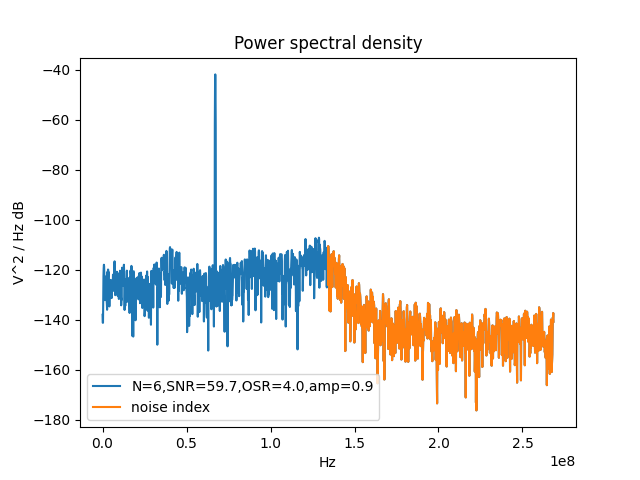 Power spectral density
V^2 / Hz dB
−40
−60
−80
−100
−120
−140
−160
−180
N=6,SNR=59.7,OSR=4.0,amp=0.9
noise index
0.0 0.5 1.0 1.5 2.0 2.5
1e8
Hz